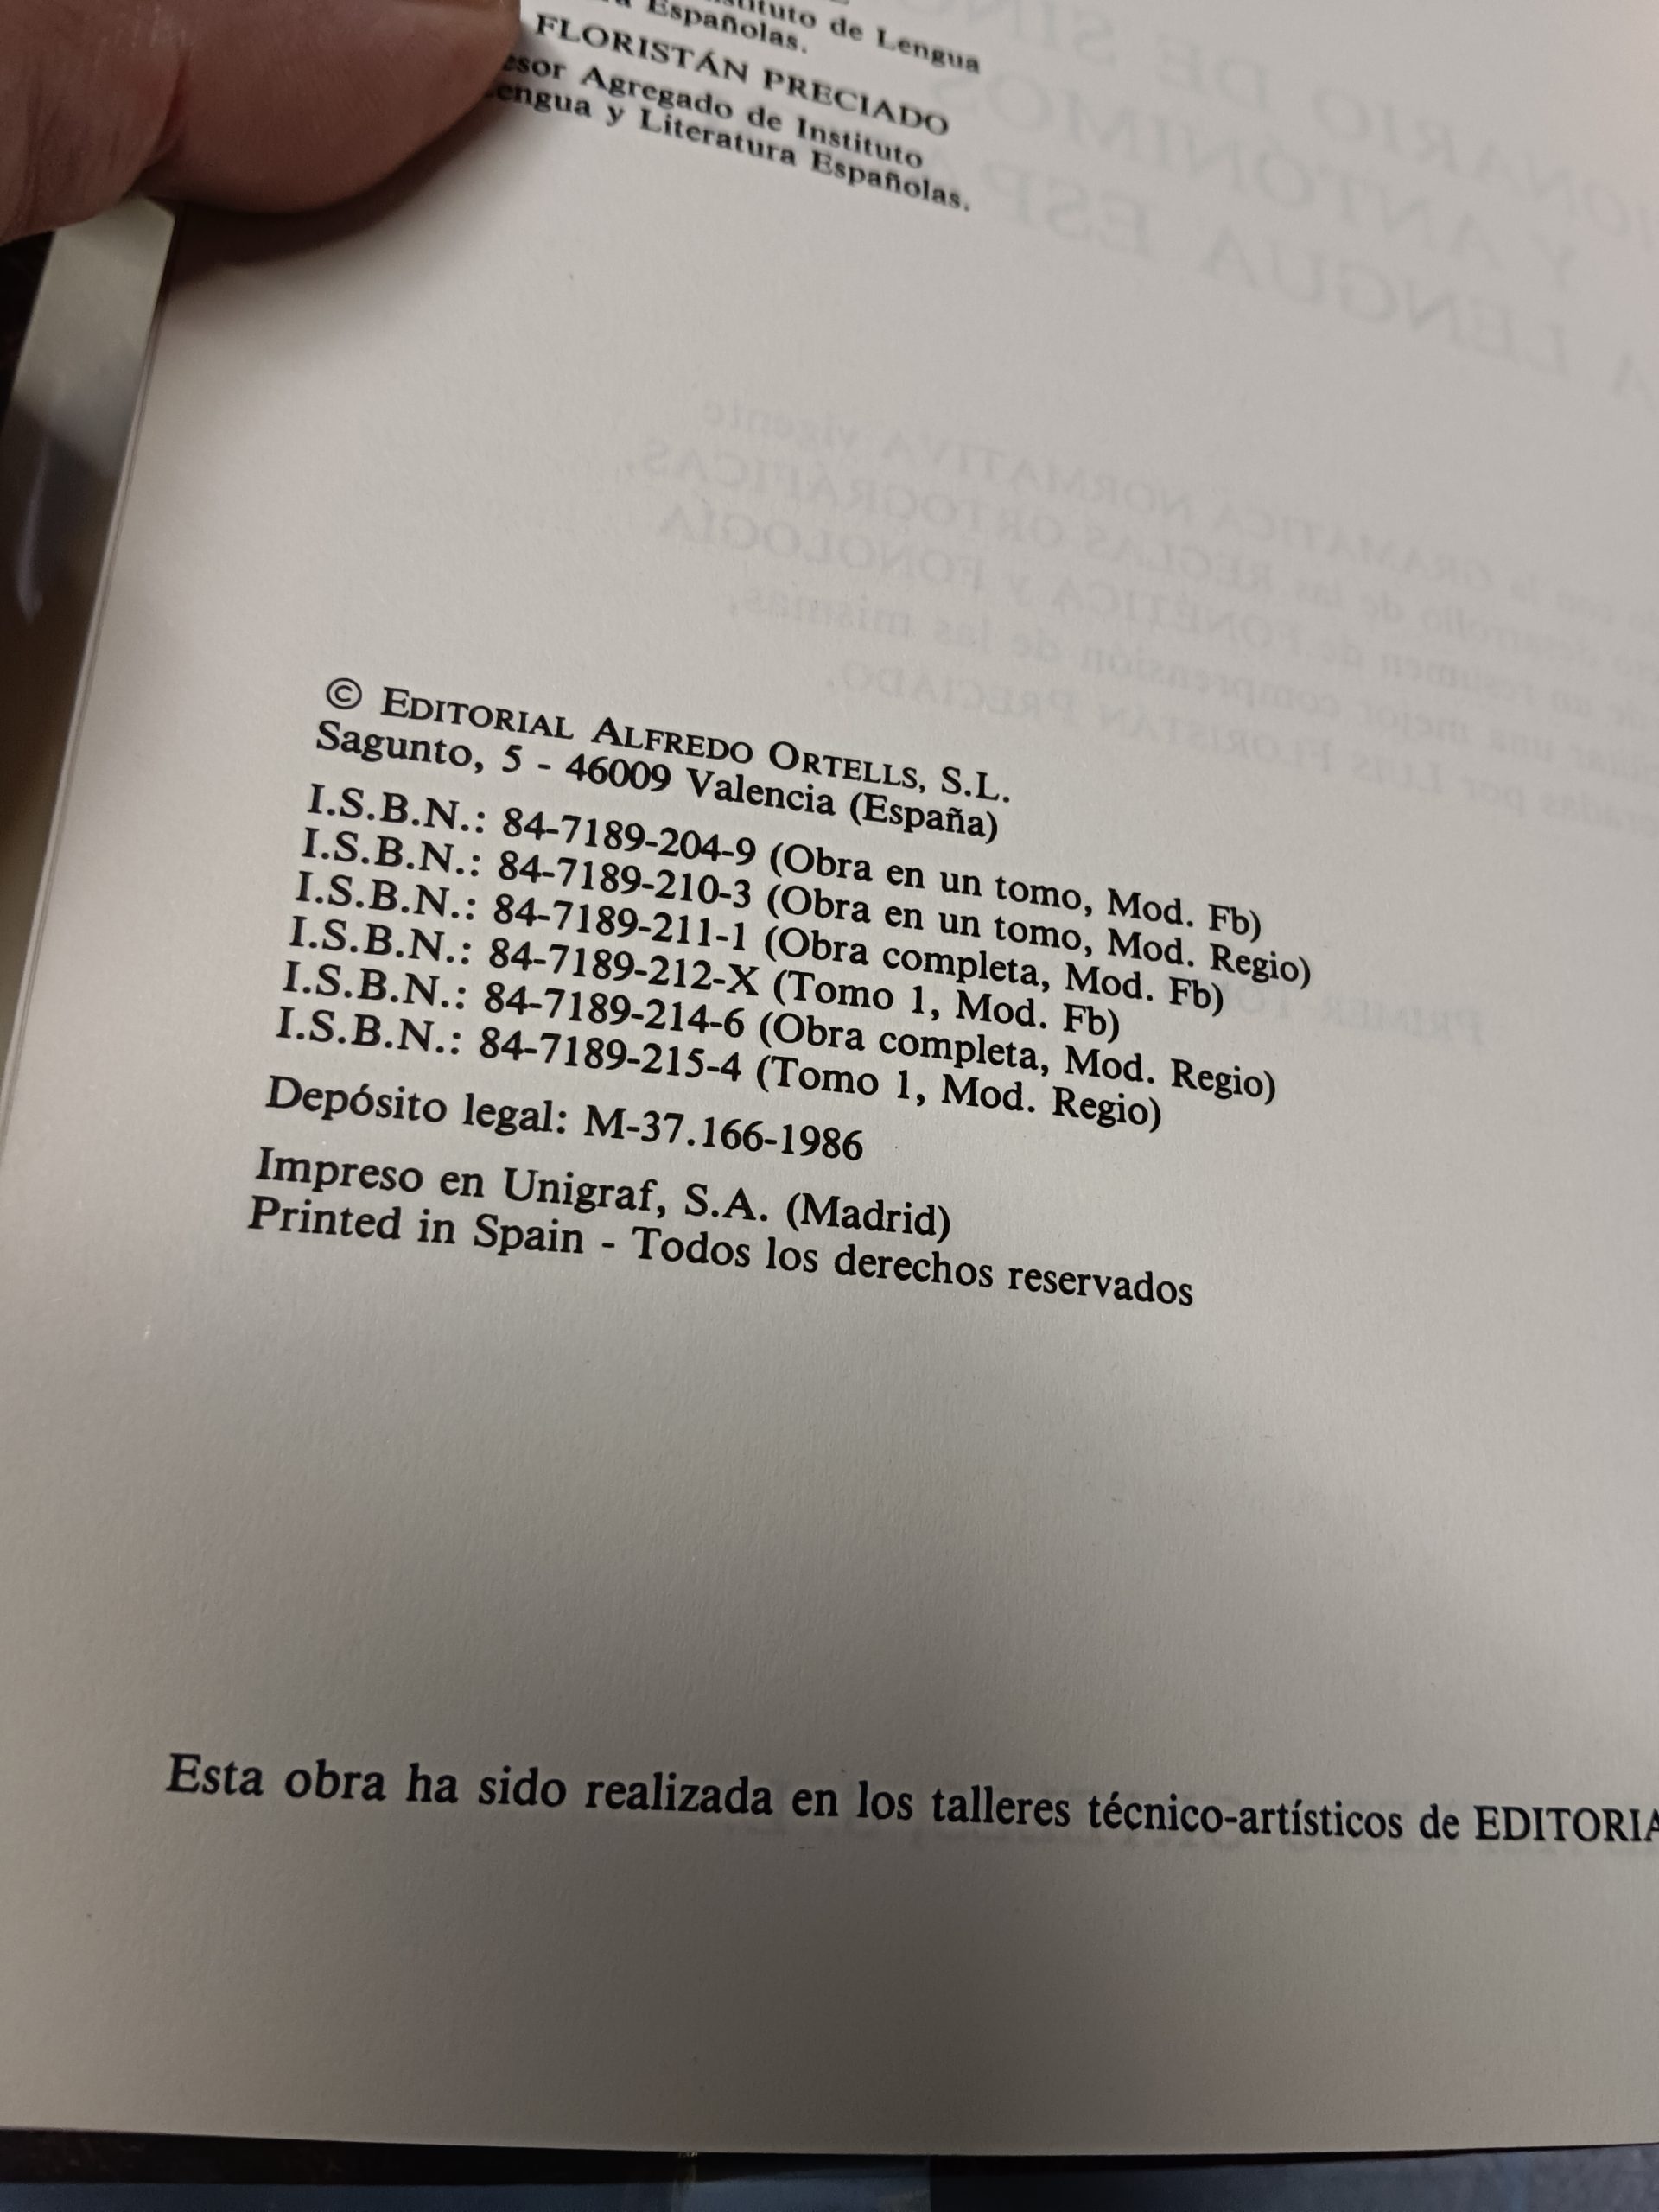 ituto de Lengua
Españolas.
FLORISTÁN PRECIADO
esor Agregado de Instituto
engua y Literatura Españolas.
© EDITORIAL ALFREDO ORTELLS, S.L.
Sagunto, 5 - 46009 Valencia (España)
I.S.B.N.: 84-7189-204-9 (Obra en un tomo, Mod. Fb)
I.S.B.N.: 84-7189-210-3 (Obra en un tomo, Mod. Regio)
I.S.B.N.: 84-7189-211-1 (Obra completa, Mod. Fb)
I.S.B.N.: 84-7189-212-X (Tomo 1, Mod. Fb)
I.S.B.N.: 84-7189-214-6 (Obra completa, Mod. Regio)
I.S.B.N.: 84-7189-215-4 (Tomo 1, Mod. Regio)
Depósito legal: M-37.166-1986
Impreso en Unigraf, S.A. (Madrid)
Printed in Spain - Todos los derechos reservados
Esta obra ha sido realizada en los talleres técnico-artísticos de EDITORIA